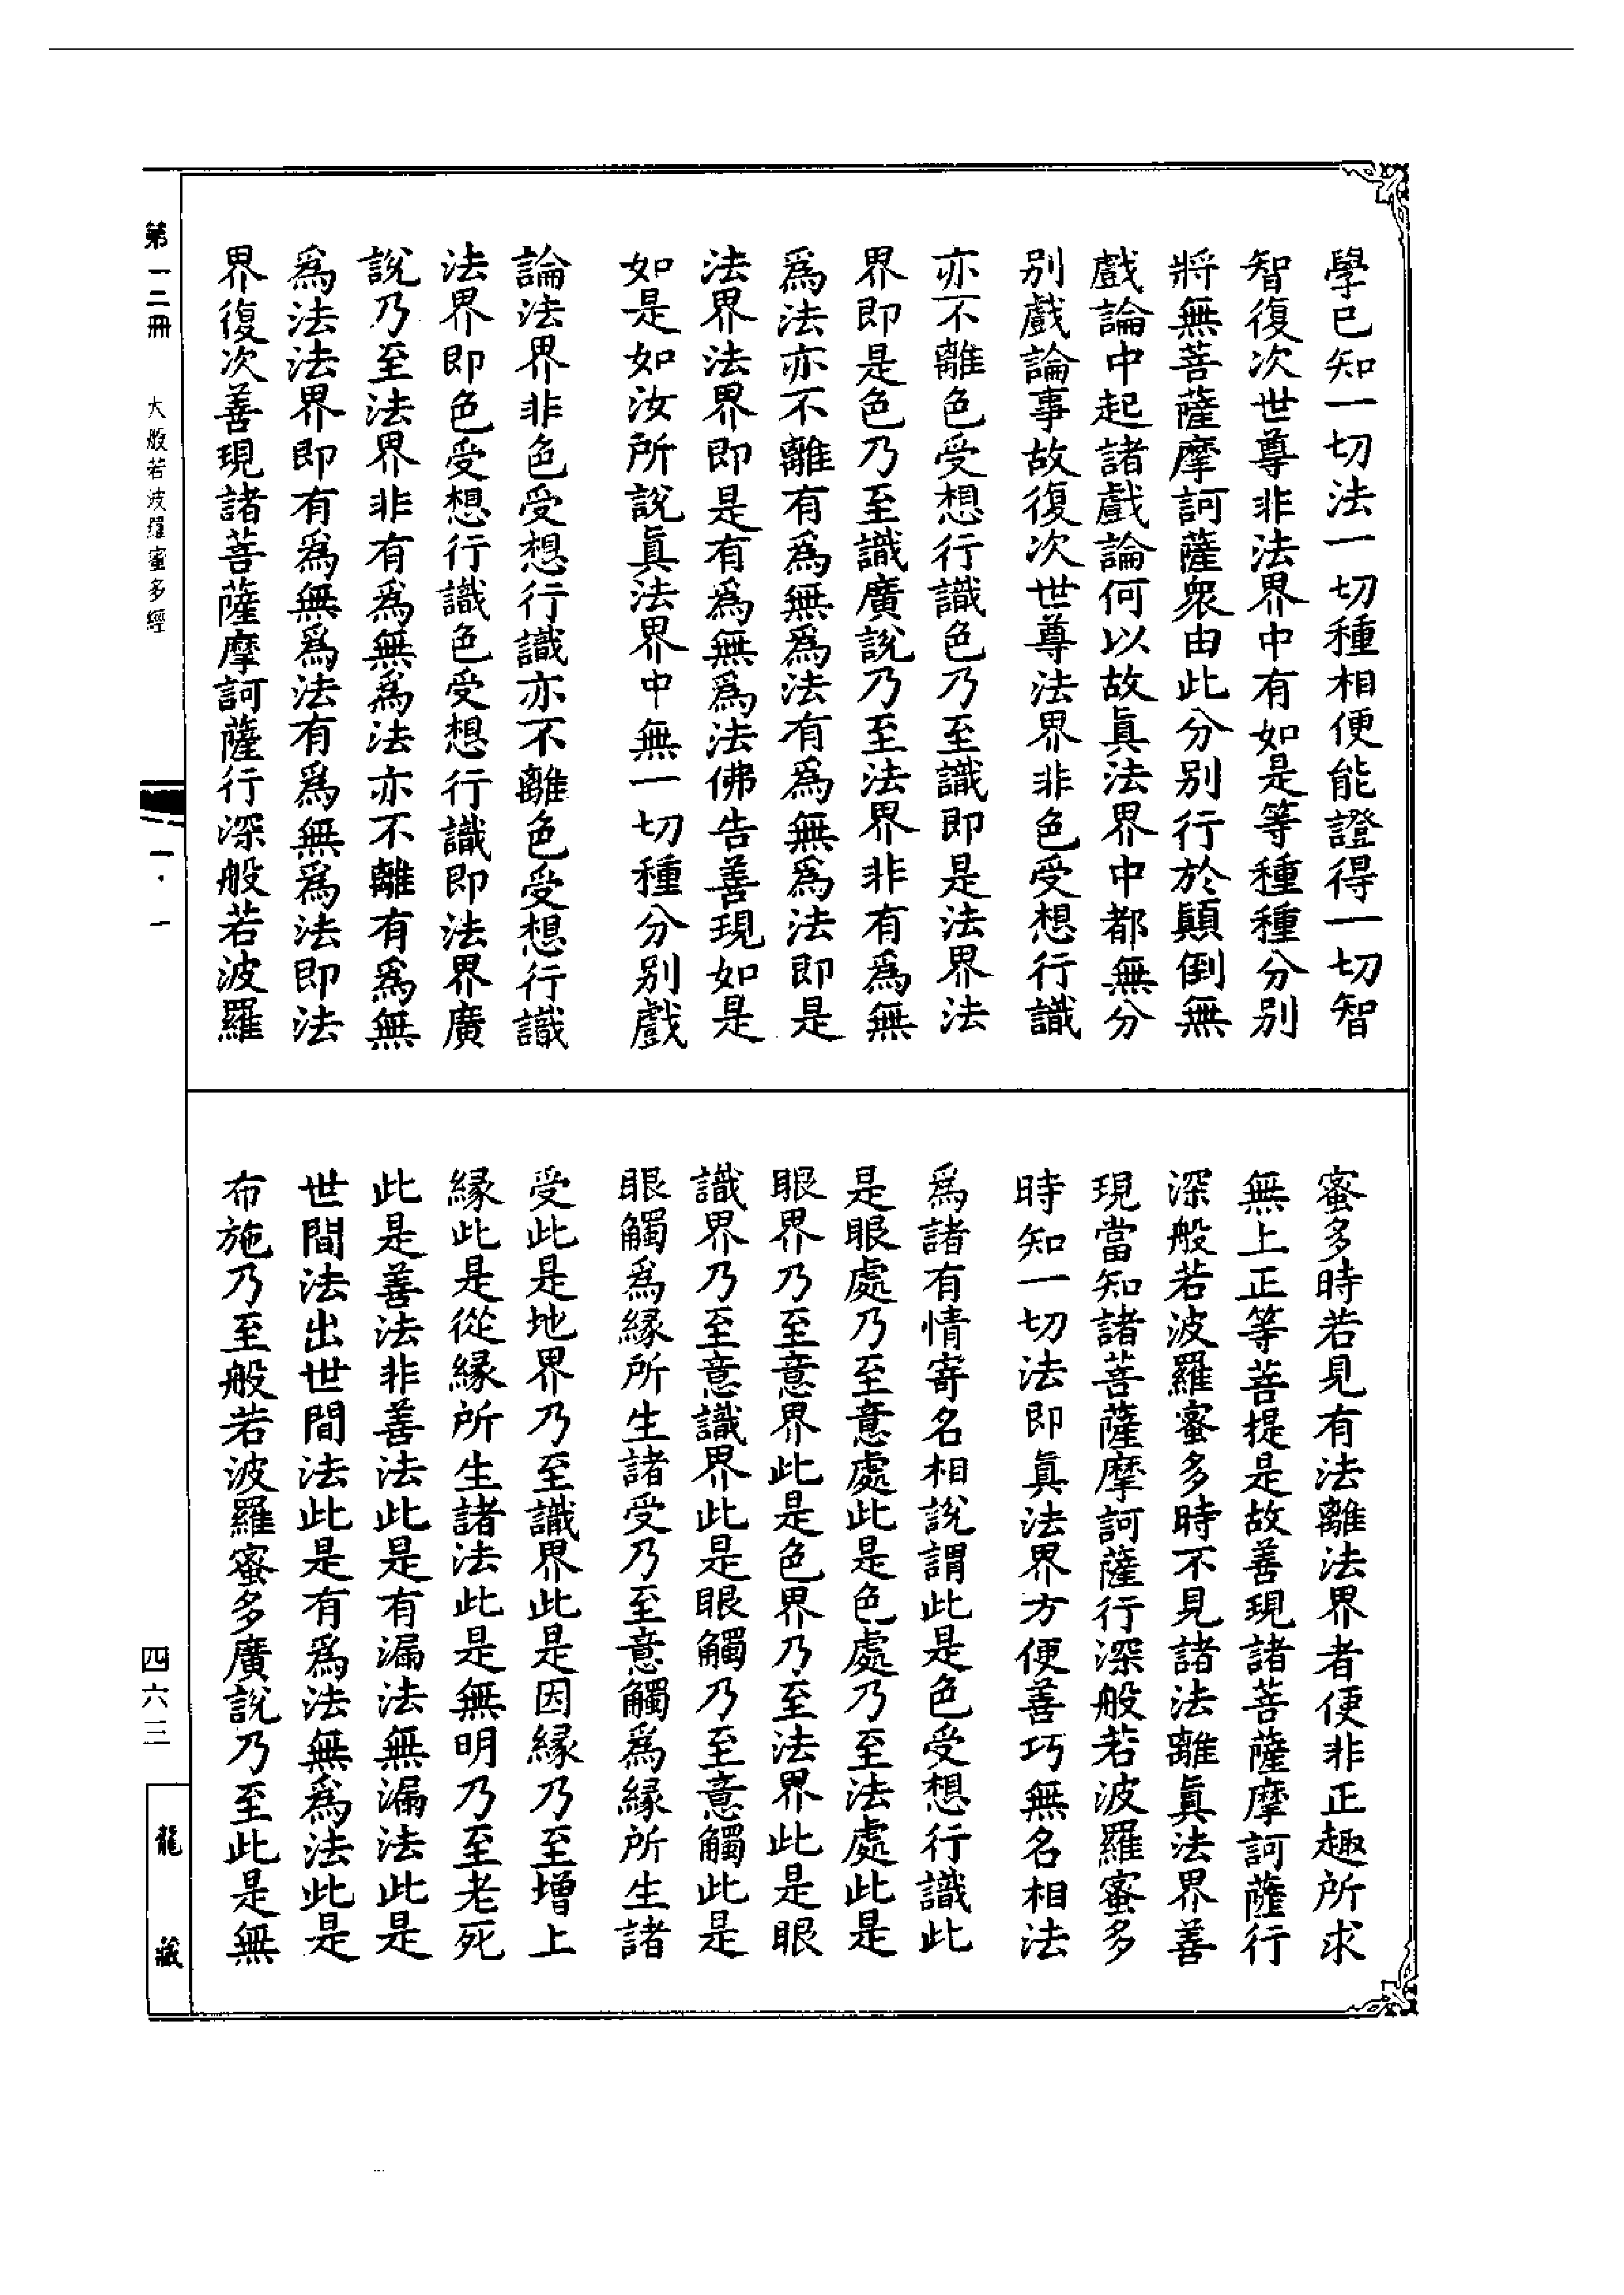 學已知一切法一切種相便能證得一切智
智復次世尊非法界中有如是等種種分别
將無菩薩摩訶薩衆由此分别行於顛倒無
戲論中起諸戲論何以故眞法界中都無分
别戲論事故復次世尊法界非色受想行識
亦不離色受想行識色乃至識即是法界法
界即是色乃至識廣說乃至法界非有爲無
爲法亦不離有爲無爲法有爲無爲法即是
法界法界即是有爲無爲法佛告善現如是
如是如汝所說眞法界中無一切種分别戲
論法界非色受想行識亦不離色受想行識
法界即色受想行識色受想行識即法界廣
說乃至法界非有爲無爲法亦不離有爲無
爲法法界即有爲無爲法有爲無爲法即法
界復次善現諸菩薩摩訶薩行深般若波羅
蜜多時若見有法離法界者便非正趣所求
無上正等菩提是故善現諸菩薩摩訶薩行
深般若波羅蜜多時不見諸法離眞法界善
現當知諸菩薩摩訶薩行深般若波羅蜜多
時知一切法即眞法界方便善巧無名相法
爲諸有情寄名相說謂此是色受想行識此
是眼處乃至意處此是色處乃至法處此是
眼界乃至意界此是色界乃至法界此是眼
識界乃至意識界此是眼觸乃至意觸此是
眼觸爲緣所生諸受乃至意觸爲緣所生諸
受此是地界乃至識界此是因緣乃至增上
緣此是從緣所生諸法此是無明乃至老死
此是善法非善法此是有漏法無漏法此是
世間法出世間法此是有爲法無爲法此是
布施乃至般若波羅蜜多廣說乃至此是無
第一二冊
大般若波羅蜜多經
一·一
四六三
龍藏